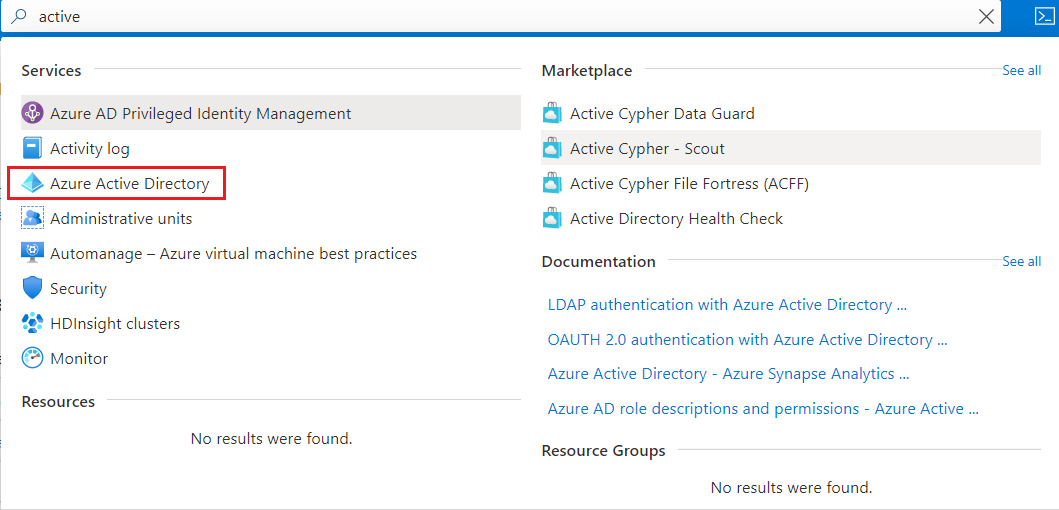 active
Services
Azure AD Privileged Identity Management
Activity log
Azure Active Directory
Administrative units
Automanage – Azure virtual machine best practices
Security
HDInsight clusters
Monitor
Resources
No results were found.
Marketplace
See all
Active Cypher Data Guard
Active Cypher - Scout
Active Cypher File Fortress (ACFF)
Active Directory Health Check
Documentation
See all
LDAP authentication with Azure Active Directory ...
OAUTH 2.0 authentication with Azure Active Directory ...
Azure Active Directory - Azure Synapse Analytics ...
Azure AD role descriptions and permissions - Azure Active ...
Resource Groups
No results were found.